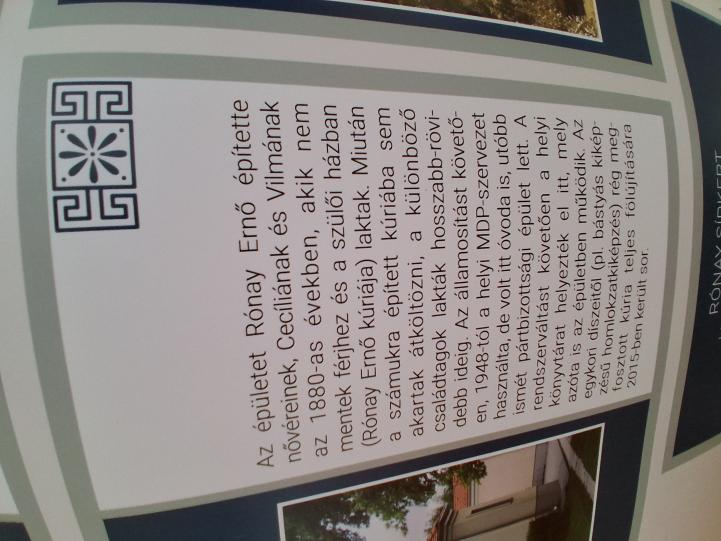 Az épületet Rónay Ernő építette
nővéreinek, Cecíliának és Vilmának
az 1880-as években, akik nem
mentek férjhez és a szülői házban
(Rónay Ernő kúriája) laktak. Miután
a számukra épített kúriába sem
akartak átköltözni, a különböző
családtagok lakták hosszabb-rövi-
debb ideig. Az államosítást követő-
en, 1948-tól a helyi MDP-szervezet
használta, de volt itt óvoda is, utóbb
ismét pártbizottsági épület lett. A
rendszerváltást követően a helyi
könyvtárat helyezték el itt, mely
azóta is az épületben működik. Az
egykori díszeitől (pl. bástyás kikép-
zésű homlokzatkiképzés) rég meg-
fosztott kúria teljes fölújítására
2015-ben került sor.
RÓNAY SÍRKERT